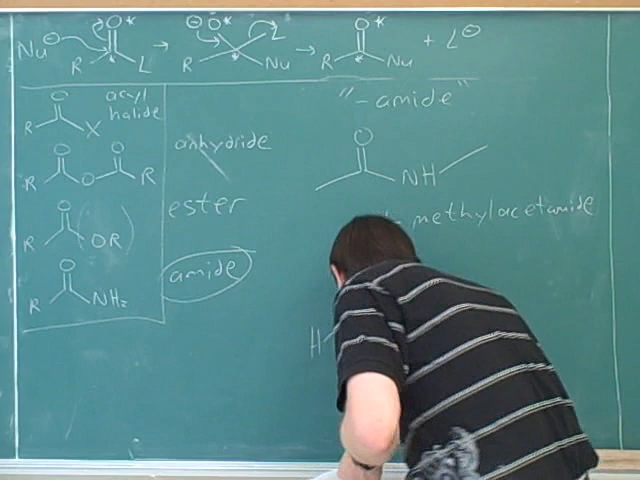 Nu⊖ O* R L → ⊖ O* L R Nu → O* R Nu + L⊖
O R X acyl
halide
O O R O R
anhydride
O R (OR)
ester
O R NH₂
amide
"-amide"
O NH
methylacetamide
H